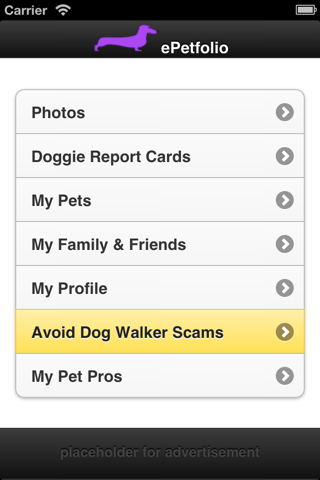 Carrier
ePetfolio
Photos
Doggie Report Cards
My Pets
My Family & Friends
My Profile
Avoid Dog Walker Scams
My Pet Pros
placeholder for advertisement